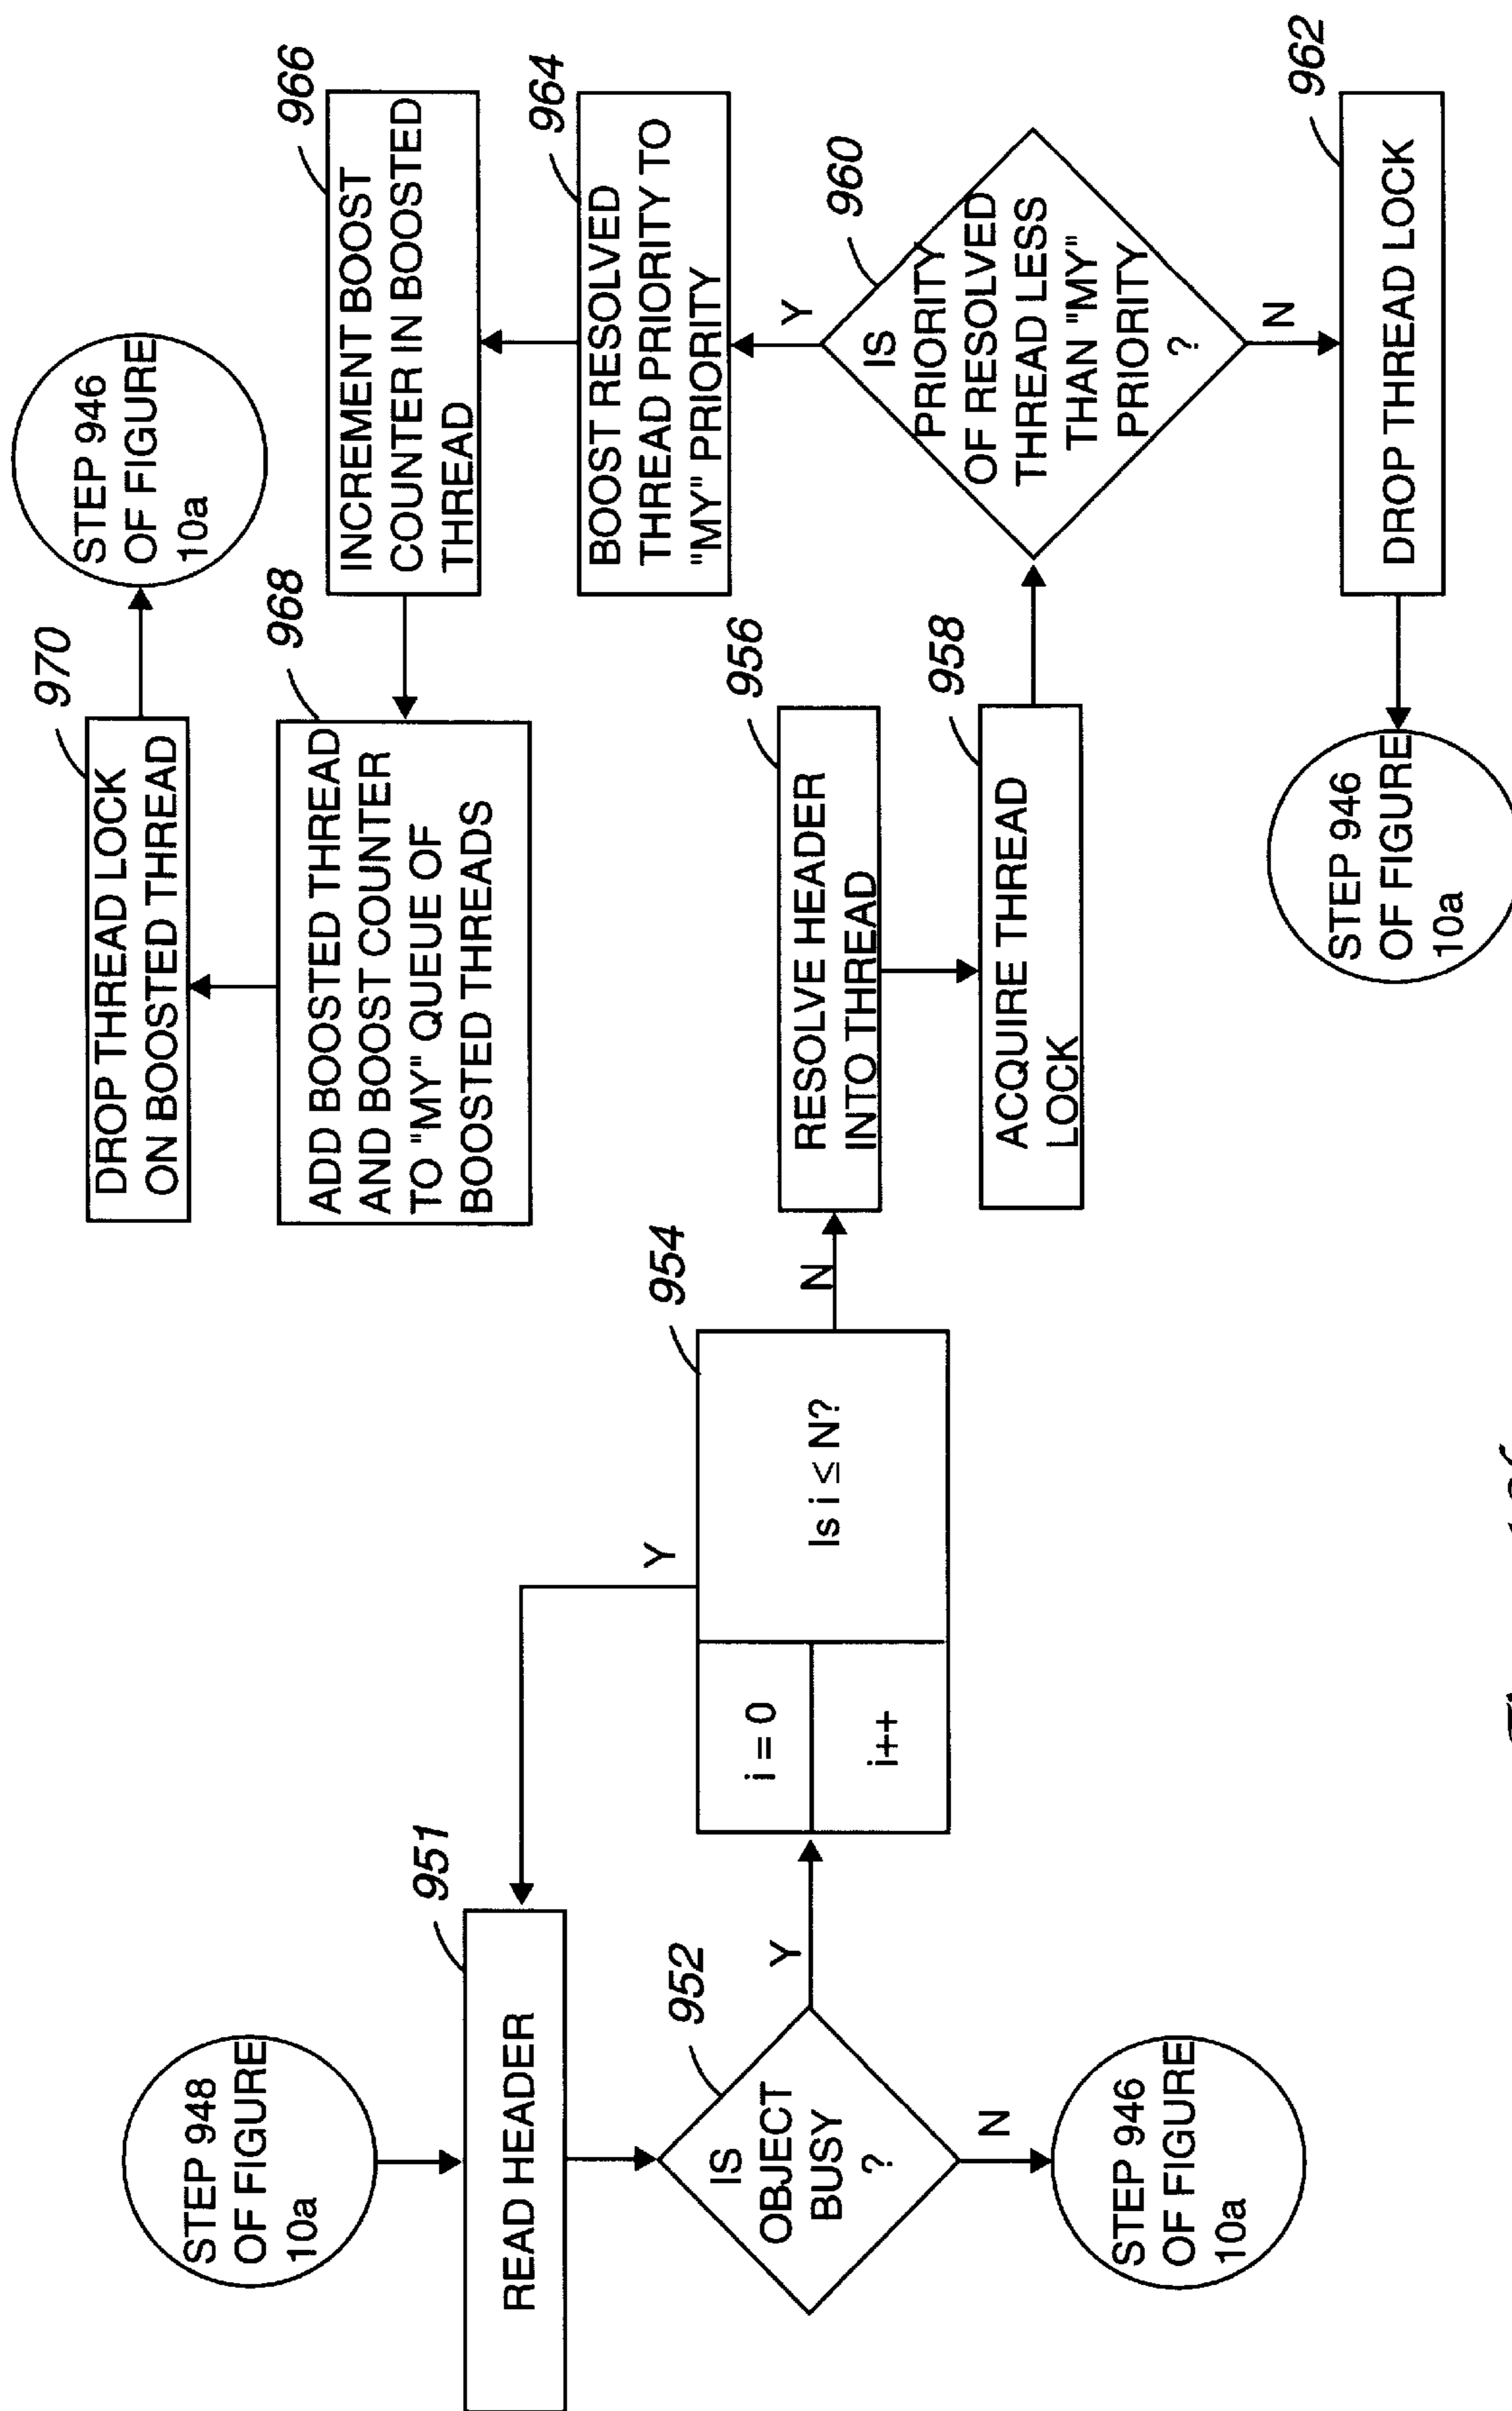 STEP 948
OF FIGURE
10a
951
READ HEADER
952
IS
OBJECT
BUSY
?
Y
N
STEP 946
OF FIGURE
10a
954
i = 0
i++
Is i ≤ N?
Y
N
956
RESOLVE HEADER
INTO THREAD
958
ACQUIRE THREAD
LOCK
960
IS
PRIORITY
OF RESOLVED
THREAD LESS
THAN "MY"
PRIORITY
?
Y
N
962
DROP THREAD LOCK
STEP 946
OF FIGURE
10a
964
BOOST RESOLVED
THREAD PRIORITY TO
"MY" PRIORITY
966
INCREMENT BOOST
COUNTER IN BOOSTED
THREAD
968
ADD BOOSTED THREAD
AND BOOST COUNTER
TO "MY" QUEUE OF
BOOSTED THREADS
970
DROP THREAD LOCK
ON BOOSTED THREAD
STEP 946
OF FIGURE
10a